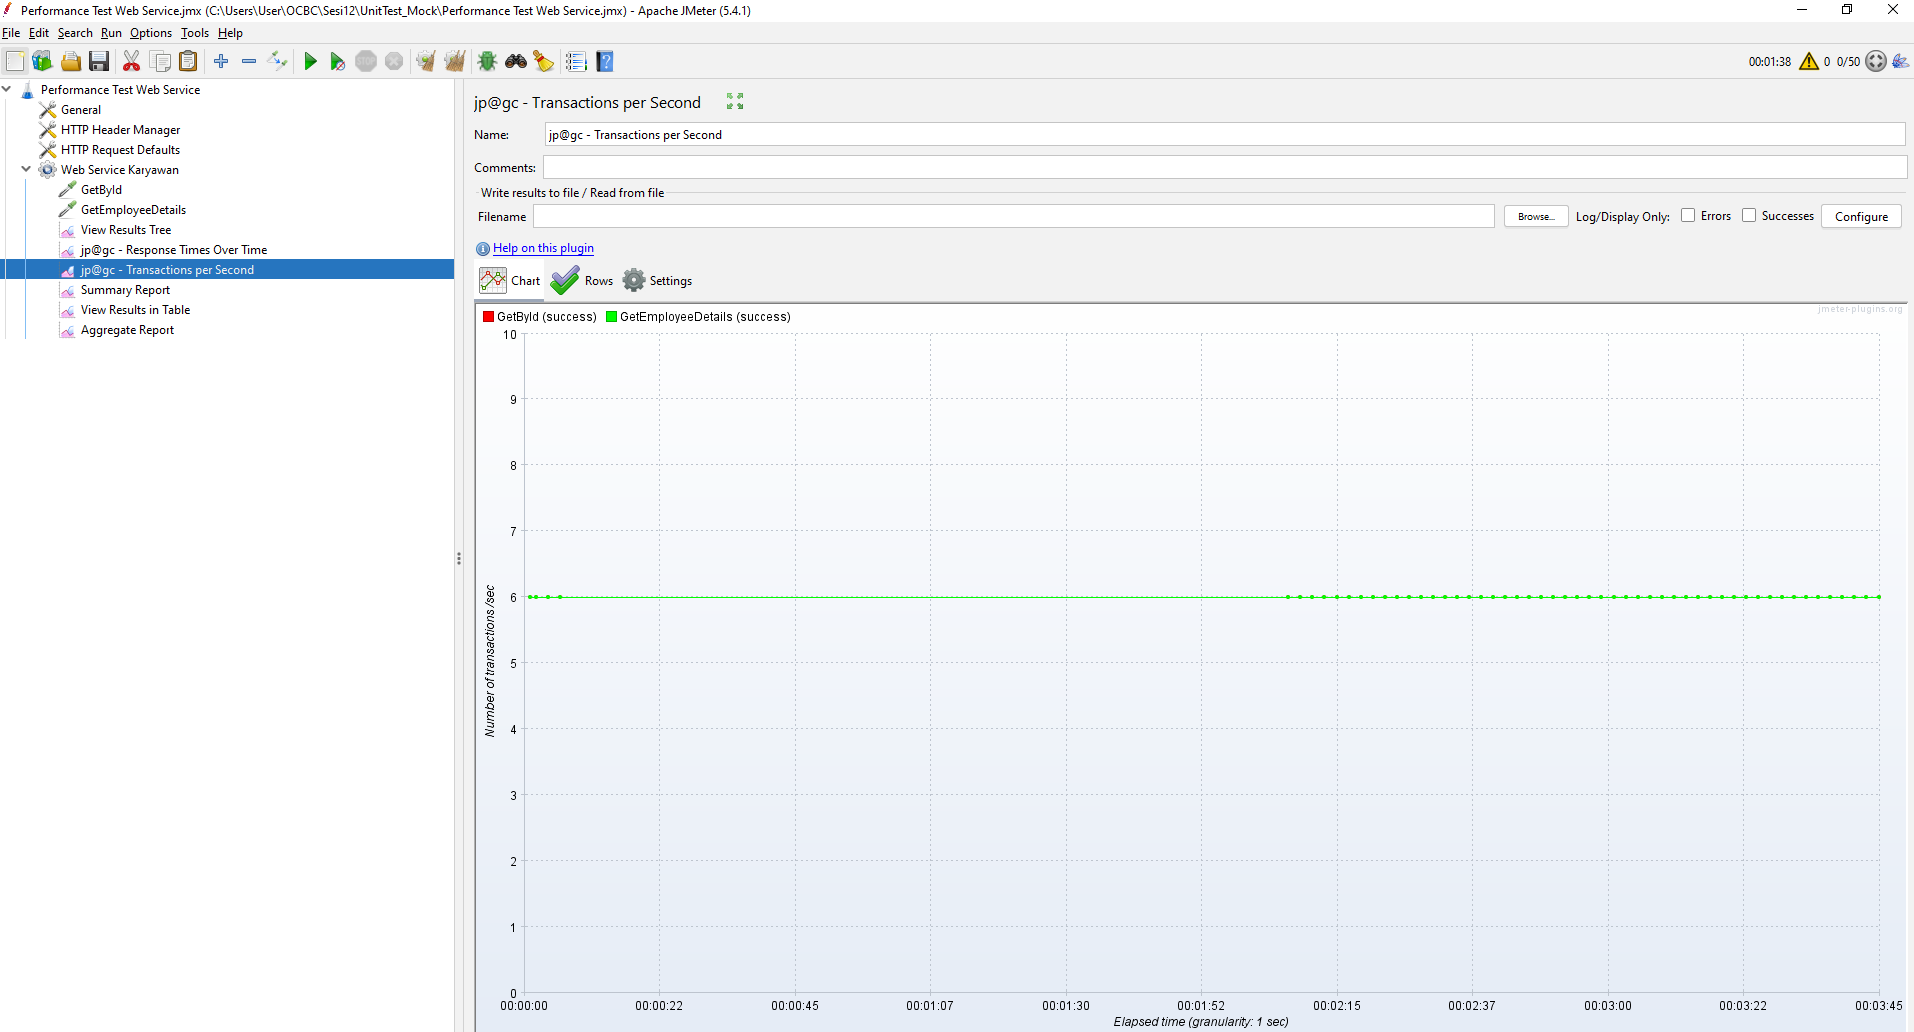 Performance Test Web Service.jmx (C:\Users\User\OCBC\Sesi12\UnitTest_Mock\Performance Test Web Service.jmx) - Apache JMeter (5.4.1)
File Edit Search Run Options Tools Help
00:01:38 0 0/50
Performance Test Web Service
General
HTTP Header Manager
HTTP Request Defaults
Web Service Karyawan
GetById
GetEmployeeDetails
View Results Tree
jp@gc - Response Times Over Time
jp@gc - Transactions per Second
Summary Report
View Results in Table
Aggregate Report
jp@gc - Transactions per Second
Name: jp@gc - Transactions per Second
Comments:
Write results to file / Read from file
Filename Browse... Log/Display Only: Errors Successes Configure
Help on this plugin
Chart Rows Settings
GetById (success) GetEmployeeDetails (success)
jmeter-plugins.org
10
9
8
7
6
5
4
3
2
1
0
Number of transactions /sec
00:00:00 00:00:22 00:00:45 00:01:07 00:01:30 00:01:52 00:02:15 00:02:37 00:03:00 00:03:22 00:03:45
Elapsed time (granularity: 1 sec)